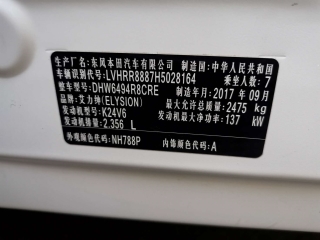 生产厂名:东风本田汽车有限公司 制造国:中华人民共和国
车辆识别代号:LVHRR8887H5028164 乘坐人数:7
整车型号:DHW6494R8CRE 制造年月:2017 年 09月
品牌:艾力绅(ELYSION) 最大允许总质量:2475 kg
发动机型号:K24V6 发动机最大净功率:137 kW
发动机排量:2.356 L
外观颜色代码:NH788P 内饰颜色代码:A